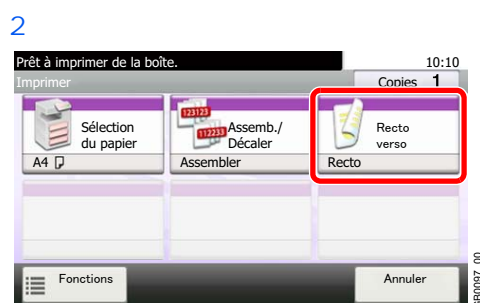 2
Prêt à imprimer de la boîte.
10:10
Imprimer
Copies 1
123123
112233
Sélection
du papier
Assemb./
Décaler
Recto
verso
A4
Assembler
Recto
Fonctions
Annuler